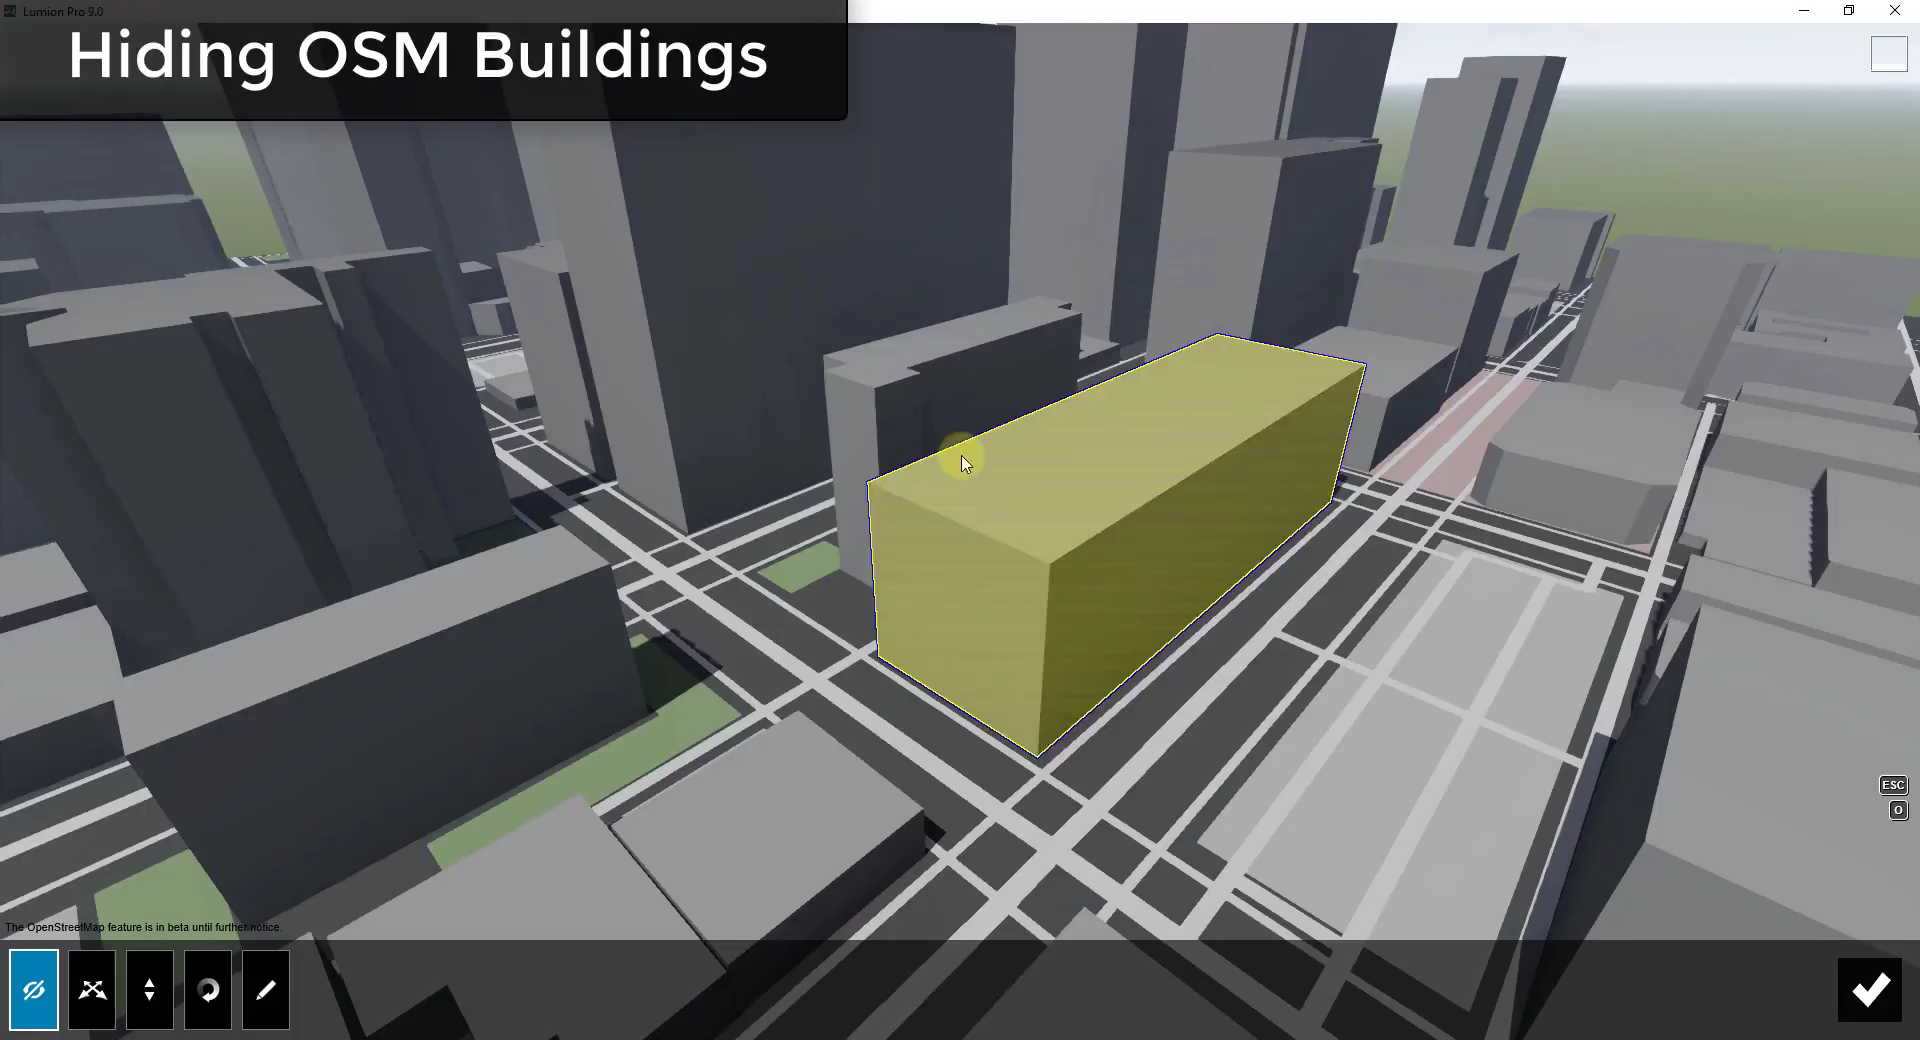 Lumion Pro 9.0
Hiding OSM Buildings
ESC
O
The OpenStreetMap feature is in beta until further notice.